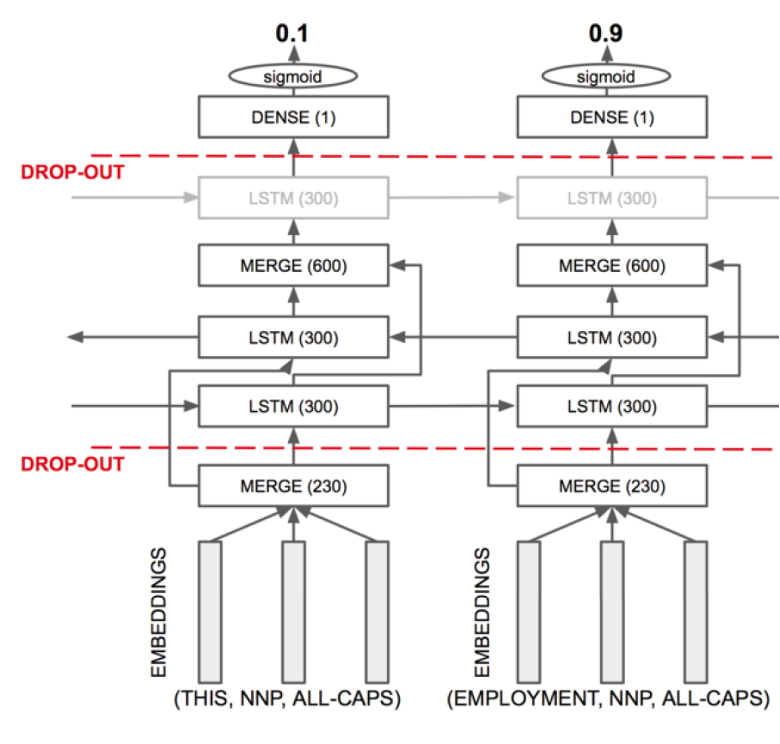 0.1 0.9
sigmoid sigmoid
DENSE (1) DENSE (1)
DROP-OUT
LSTM (300) LSTM (300)
MERGE (600) MERGE (600)
LSTM (300) LSTM (300)
LSTM (300) LSTM (300)
DROP-OUT
MERGE (230) MERGE (230)
EMBEDDINGS EMBEDDINGS
(THIS, NNP, ALL-CAPS) (EMPLOYMENT, NNP, ALL-CAPS)